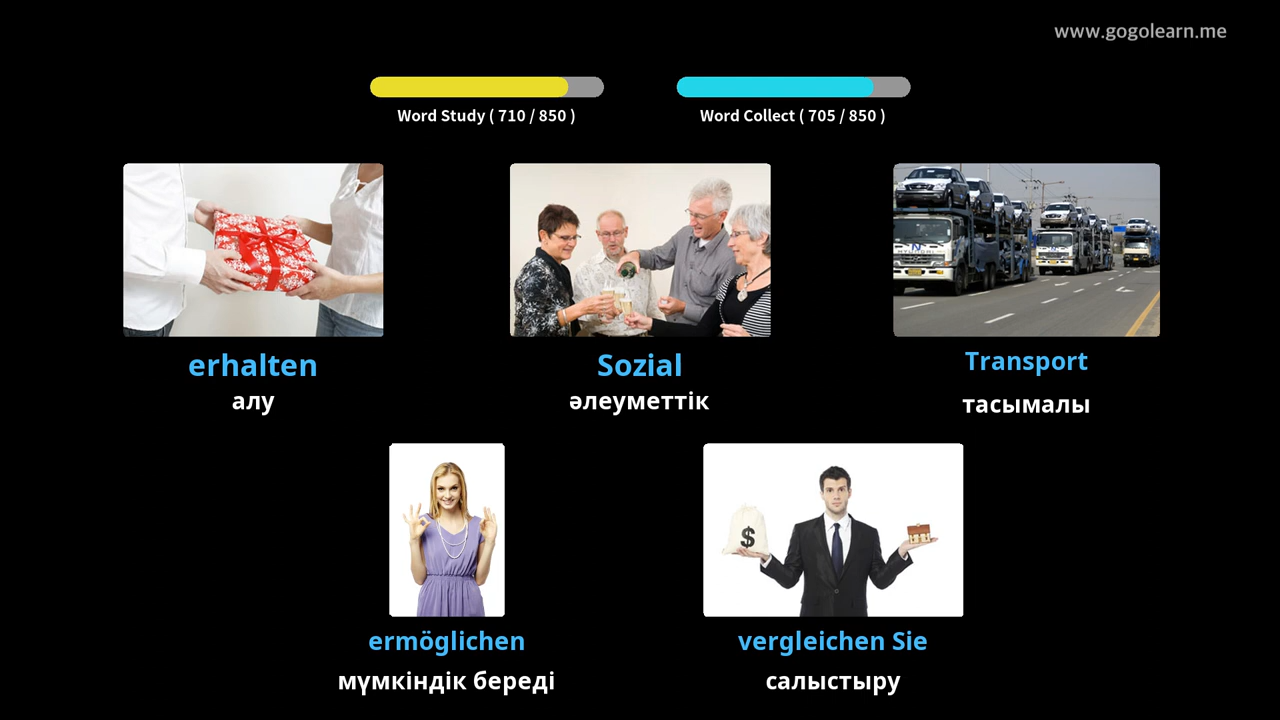 www.gogolearn.me
Word Study ( 710 / 850 )
Word Collect ( 705 / 850 )
erhalten
алу
Sozial
әлеуметтік
Transport
тасымалы
$
ermöglichen
мүмкіндік береді
vergleichen Sie
салыстыру